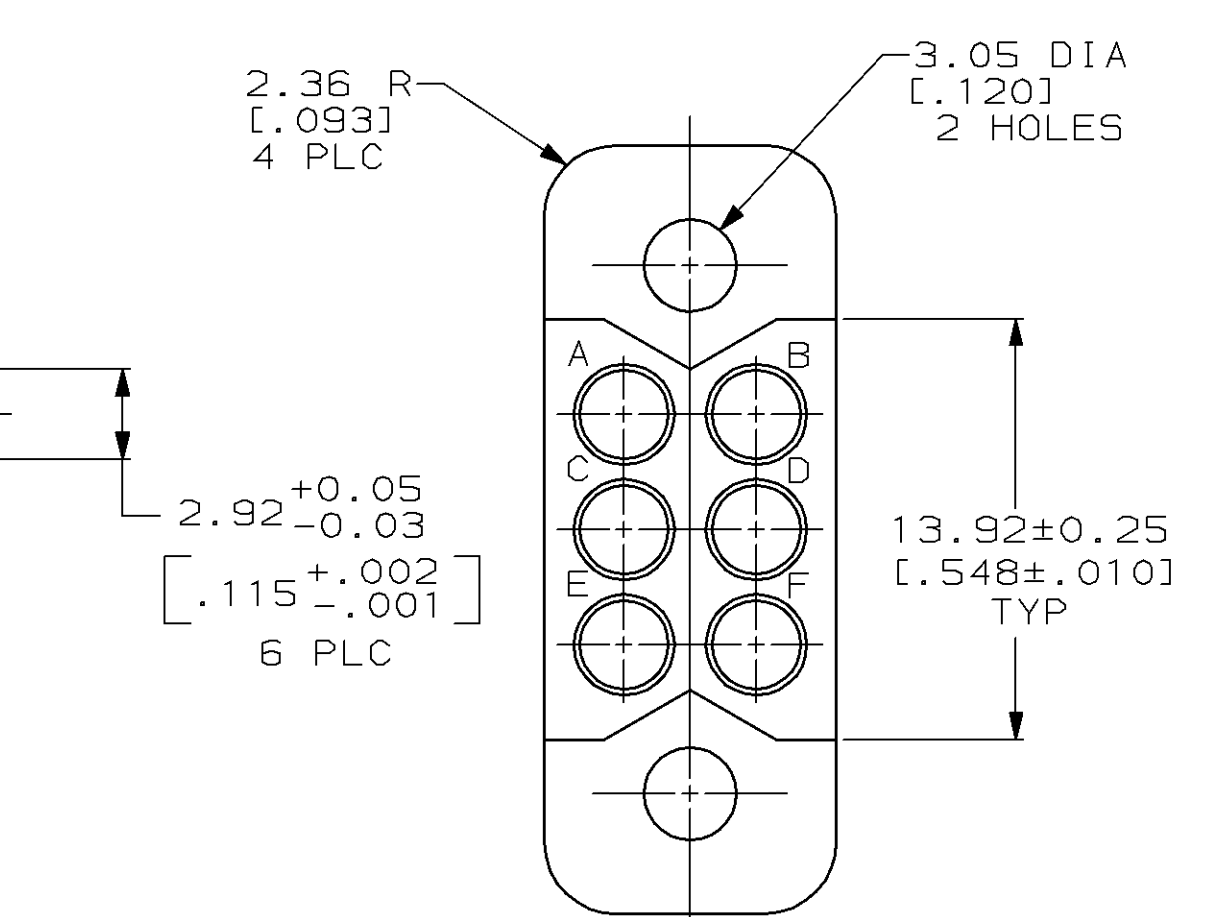 2.36 R
[.093]
4 PLC
3.05 DIA
[.120]
2 HOLES
A
B
C
D
E
F
2.92 +0.05
-0.03
[.115 +.002
-.001]
6 PLC
13.92±0.25
[.548±.010]
TYP